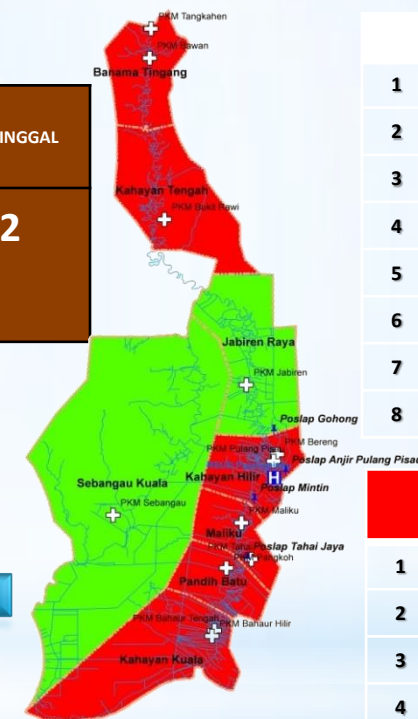 PKM Tangkahen
PKM Bawan
Banama Tingang
INGGAL
2
Kahayan Tengah
PKM Bukit Rawi
Jabiren Raya
PKM Jabiren
Poslap Gohong
PKM Bereng
PKM Pulang Pisau
Poslap Anjir Pulang Pisau
Kahayan Hilir
H
Sebangau Kuala
Poslap Mintin
PKM Sebangau
PKM Maliku
Maliku
Poslap Tahai Jaya
Pandih Batu
PKM Bahaur Tengah
PKM Bahaur Hilir
Kahayan Kuala
1
2
3
4
5
6
7
8
1
2
3
4